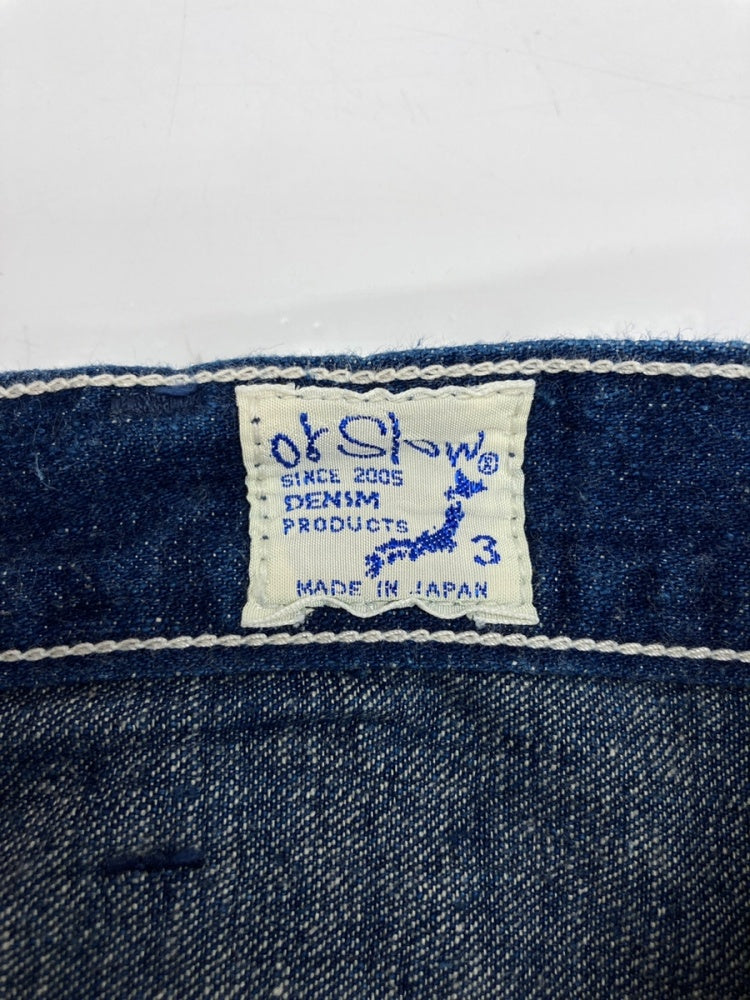 or Slow ®
SINCE 2005
DENIM
PRODUCTS
3
MADE IN JAPAN